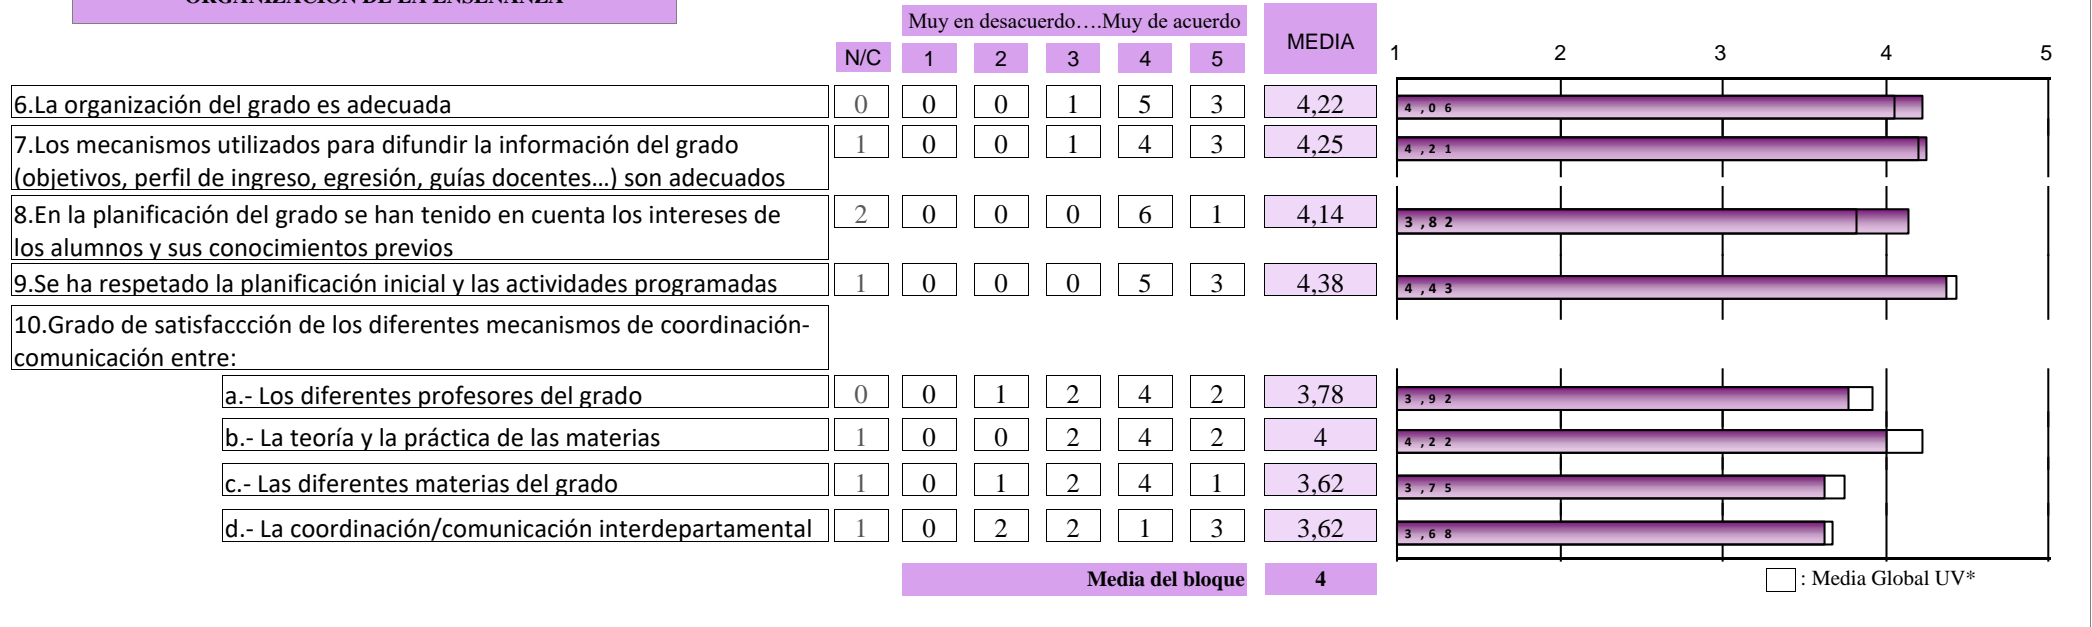 ORGANIZACIÓN DE LA ENSEÑANZA
Muy en desacuerdo….Muy de acuerdo
MEDIA
N/C 1 2 3 4 5
1 2 3 4 5
6.La organización del grado es adecuada 0 0 0 1 5 3 4,22 4,06
7.Los mecanismos utilizados para difundir la información del grado 1 0 0 1 4 3 4,25 4,21
(objetivos, perfil de ingreso, egresión, guías docentes…) son adecuados
8.En la planificación del grado se han tenido en cuenta los intereses de 2 0 0 0 6 1 4,14 3,82
los alumnos y sus conocimientos previos
9.Se ha respetado la planificación inicial y las actividades programadas 1 0 0 0 5 3 4,38 4,43
10.Grado de satisfaccción de los diferentes mecanismos de coordinación-
comunicación entre:
a.- Los diferentes profesores del grado 0 0 1 2 4 2 3,78 3,92
b.- La teoría y la práctica de las materias 1 0 0 2 4 2 4 4,22
c.- Las diferentes materias del grado 1 0 1 2 4 1 3,62 3,75
d.- La coordinación/comunicación interdepartamental 1 0 2 2 1 3 3,62 3,68
Media del bloque 4
: Media Global UV*